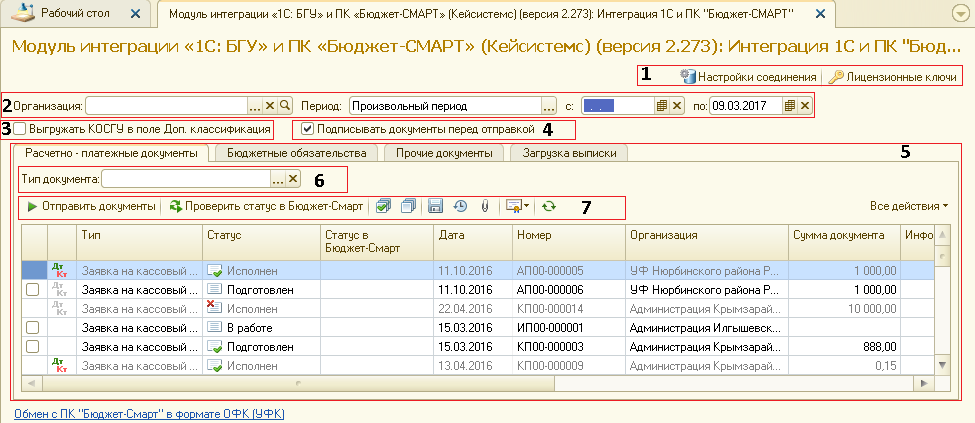 Рабочий стол
Модуль интеграции «1С: БГУ» и ПК «Бюджет-СМАРТ» (Кейсистемс) (версия 2.273): Интеграция 1С и ПК "Бюджет-СМАРТ"
Модуль интеграции «1С: БГУ» и ПК «Бюджет-СМАРТ» (Кейсистемс) (версия 2.273): Интеграция 1С и ПК "Бюд...
1 Настройки соединения Лицензионные ключи
2 Организация: ... Период: Произвольный период ... с: . . по: 09.03.2017
3 Выгружать КОСГУ в поле Доп. классификация Подписывать документы перед отправкой 4
Расчетно - платежные документы Бюджетные обязательства Прочие документы Загрузка выписки 5
Тип документа: ... 6
Отправить документы Проверить статус в Бюджет-Смарт 7 Все действия
Тип Статус Статус в Бюджет-Смарт Дата Номер Организация Сумма документа Инфо
Дт Кт Заявка на кассовый ... Исполнен 11.10.2016 АП00-000005 УФ Нюрбинского района Р... 1 000,00
Дт Кт Заявка на кассовый ... Подготовлен 11.10.2016 АП00-000006 УФ Нюрбинского района Р... 1 000,00
Дт Кт Заявка на кассовый ... Исполнен 22.04.2016 КП00-000014 Администрация Крымзарай... 10 000,00
Заявка на кассовый ... В работе 15.03.2016 ИП00-000001 Администрация Илгышевск...
Заявка на кассовый ... Подготовлен 15.03.2016 КП00-000003 Администрация Крымзарай... 888,00
Дт Кт Заявка на кассовый ... Исполнен 13.04.2016 КП00-000009 Администрация Крымзарай... 0,15
Обмен с ПК "Бюджет-Смарт" в формате ОФК (УФК)